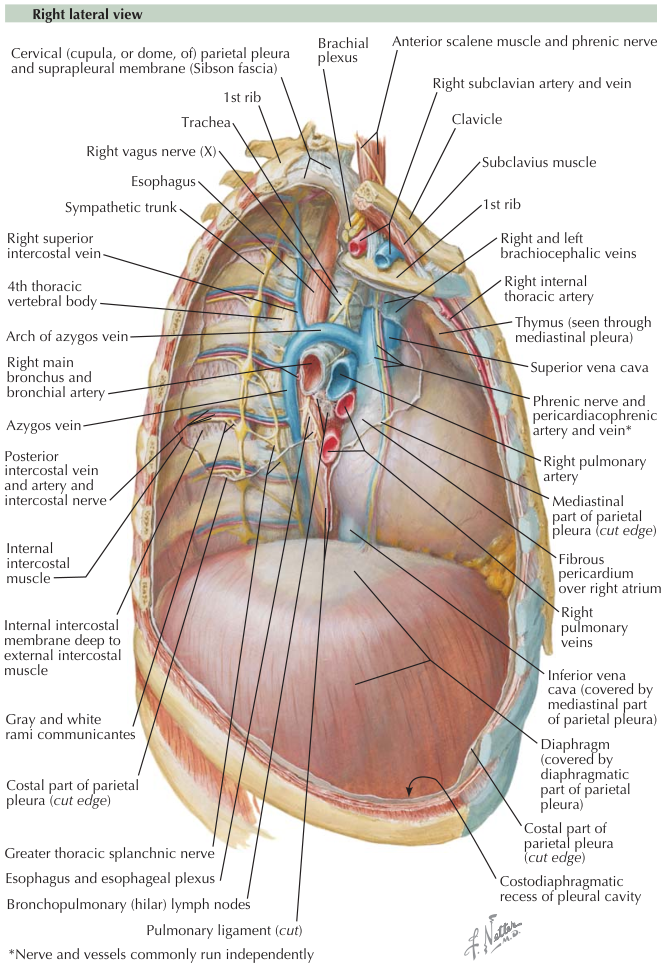 Right lateral view
Cervical (cupula, or dome, of) parietal pleura
and suprapleural membrane (Sibson fascia)
1st rib
Trachea
Right vagus nerve (X)
Esophagus
Sympathetic trunk
Right superior
intercostal vein
4th thoracic
vertebral body
Arch of azygos vein
Right main
bronchus and
bronchial artery
Azygos vein
Posterior
intercostal vein
and artery and
intercostal nerve
Internal
intercostal
muscle
Internal intercostal
membrane deep to
external intercostal
muscle
Gray and white
rami communicantes
Costal part of parietal
pleura (cut edge)
Greater thoracic splanchnic nerve
Esophagus and esophageal plexus
Bronchopulmonary (hilar) lymph nodes
Pulmonary ligament (cut)
Brachial
plexus
Anterior scalene muscle and phrenic nerve
Right subclavian artery and vein
Clavicle
Subclavius muscle
1st rib
Right and left
brachiocephalic veins
Right internal
thoracic artery
Thymus (seen through
mediastinal pleura)
Superior vena cava
Phrenic nerve and
pericardiacophrenic
artery and vein*
Right pulmonary
artery
Mediastinal
part of parietal
pleura (cut edge)
Fibrous
pericardium
over right atrium
Right
pulmonary
veins
Inferior vena
cava (covered by
mediastinal part
of parietal pleura)
Diaphragm
(covered by
diaphragmatic
part of parietal
pleura)
Costal part of
parietal pleura
(cut edge)
Costodiaphragmatic
recess of pleural cavity
F. Netter
M.D.
*Nerve and vessels commonly run independently